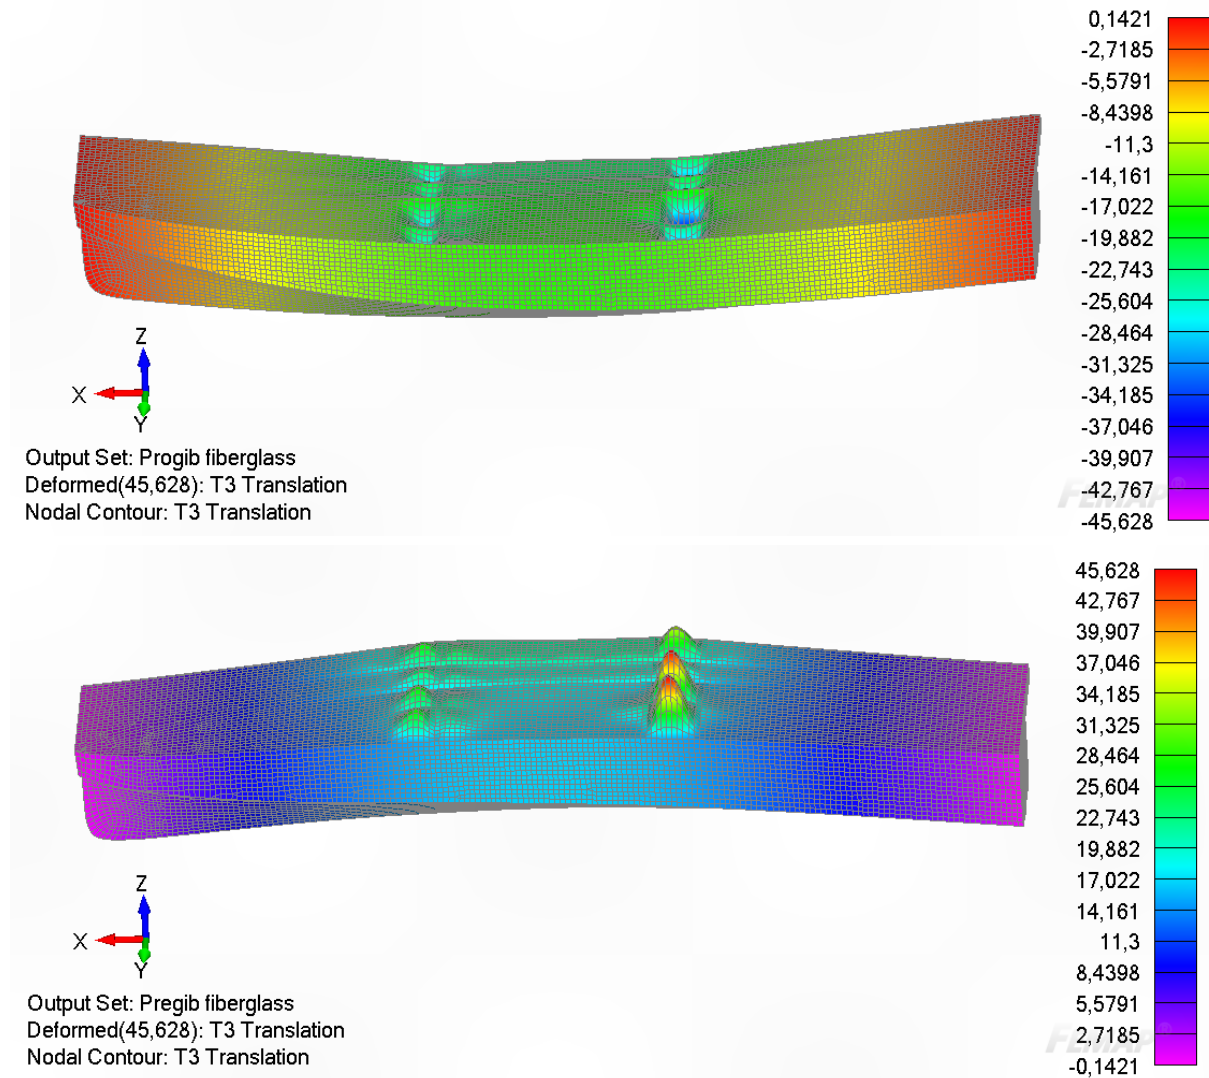 0,1421
-2,7185
-5,5791
-8,4398
-11,3
-14,161
-17,022
-19,882
-22,743
-25,604
-28,464
-31,325
-34,185
-37,046
-39,907
-42,767
-45,628
Z
X
Y
Output Set: Progib fiberglass
Deformed(45,628): T3 Translation
Nodal Contour: T3 Translation
FEMAP®
45,628
42,767
39,907
37,046
34,185
31,325
28,464
25,604
22,743
19,882
17,022
14,161
11,3
8,4398
5,5791
2,7185
-0,1421
Z
X
Y
Output Set: Pregib fiberglass
Deformed(45,628): T3 Translation
Nodal Contour: T3 Translation
FEMAP®